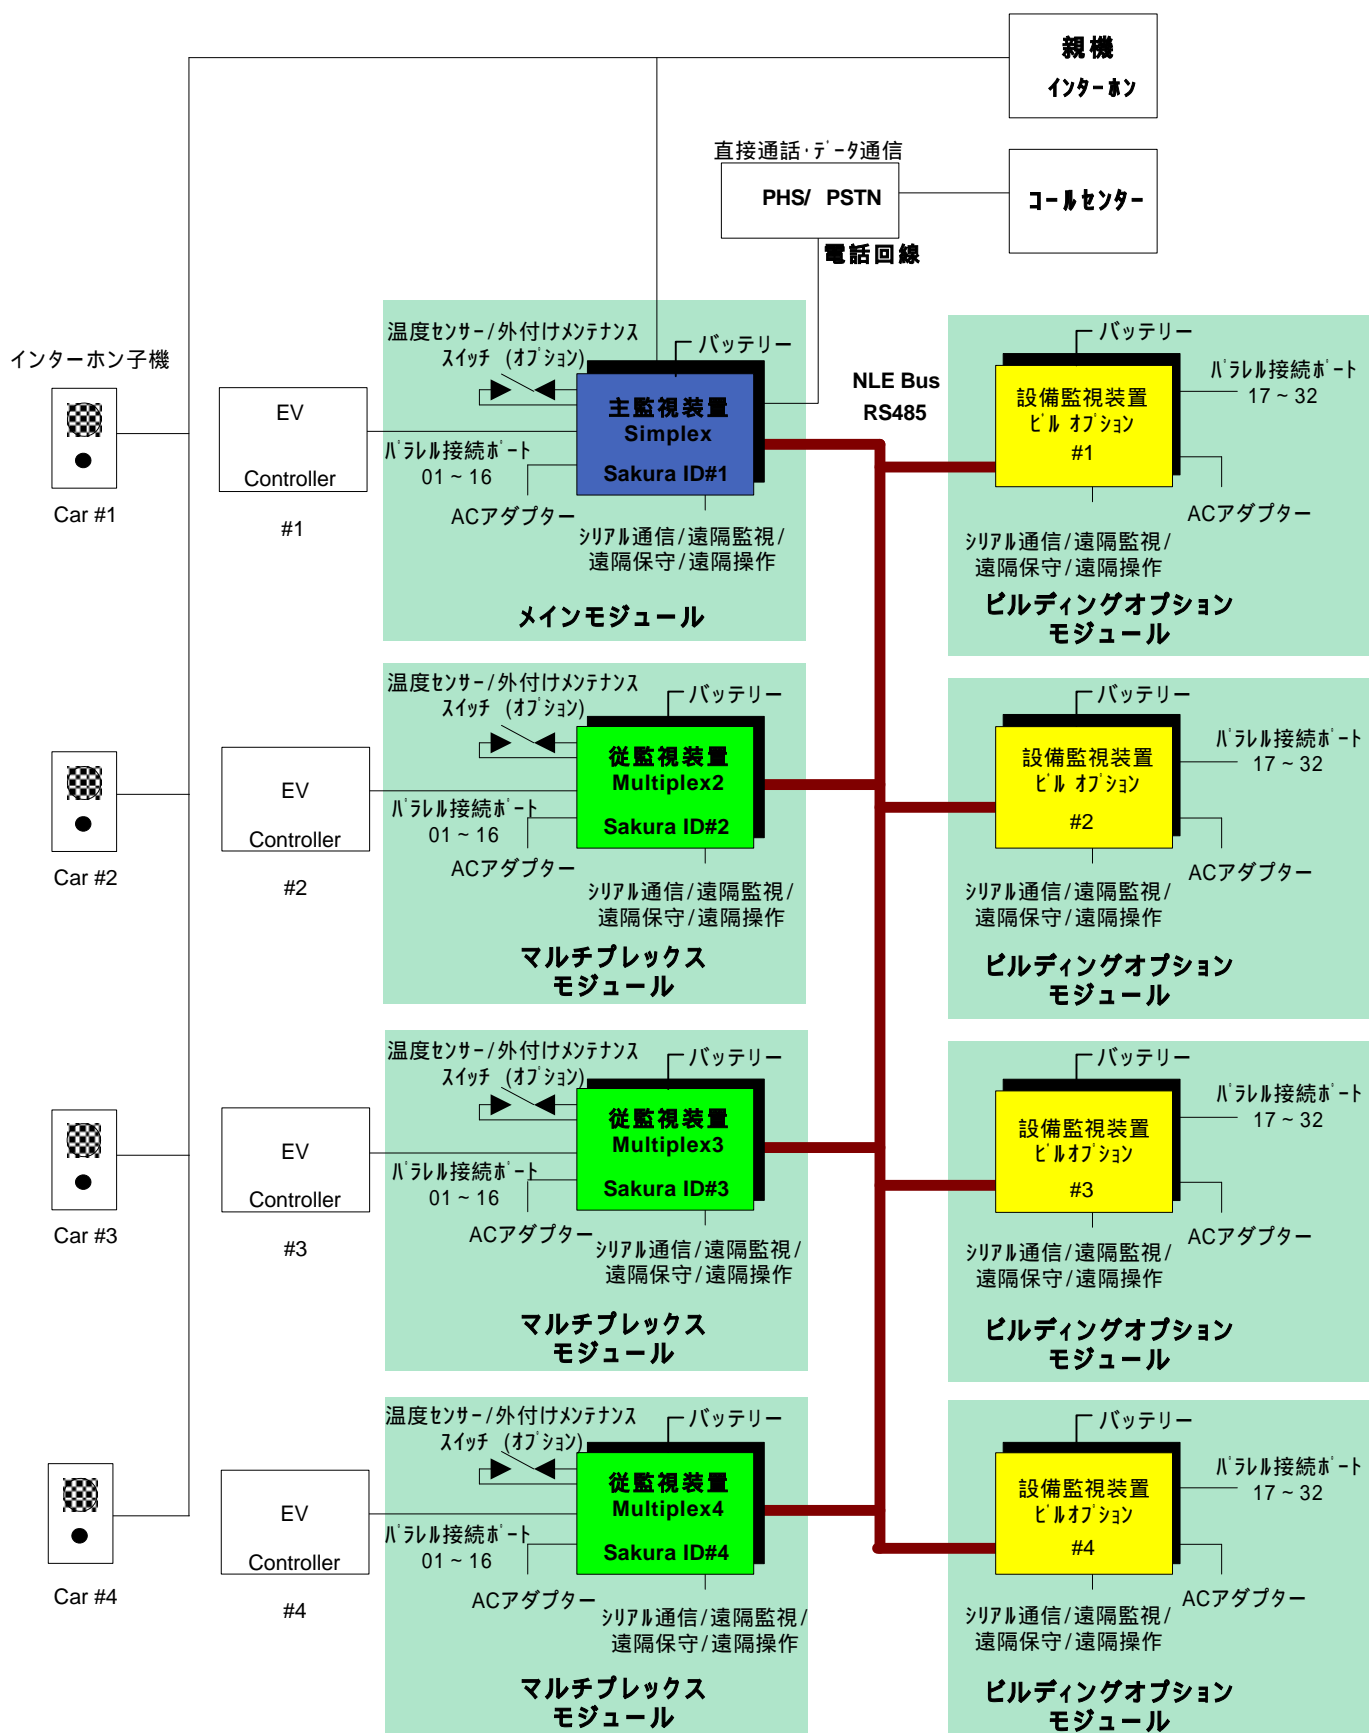 親機
インターホン
直接通話・データ通信
PHS/ PSTN
コールセンター
電話回線
インターホン子機
Car #1
EV
Controller
#1
温度センサー/外付けメンテナンス
スイッチ (オプション)
バッテリー
主監視装置
Simplex
Sakura ID#1
パラレル接続ポート
01 ~ 16
ACアダプター
シリアル通信/遠隔監視/
遠隔保守/遠隔操作
メインモジュール
NLE Bus
RS485
バッテリー
設備監視装置
ビル オプション
#1
パラレル接続ポート
17 ~ 32
ACアダプター
シリアル通信/遠隔監視/
遠隔保守/遠隔操作
ビルディングオプション
モジュール
Car #2
EV
Controller
#2
温度センサー/外付けメンテナンス
スイッチ (オプション)
バッテリー
従監視装置
Multiplex2
Sakura ID#2
パラレル接続ポート
01 ~ 16
ACアダプター
シリアル通信/遠隔監視/
遠隔保守/遠隔操作
マルチプレックス
モジュール
バッテリー
設備監視装置
ビル オプション
#2
パラレル接続ポート
17 ~ 32
ACアダプター
シリアル通信/遠隔監視/
遠隔保守/遠隔操作
ビルディングオプション
モジュール
Car #3
EV
Controller
#3
温度センサー/外付けメンテナンス
スイッチ (オプション)
バッテリー
従監視装置
Multiplex3
Sakura ID#3
パラレル接続ポート
01 ~ 16
ACアダプター
シリアル通信/遠隔監視/
遠隔保守/遠隔操作
マルチプレックス
モジュール
バッテリー
設備監視装置
ビルオプション
#3
パラレル接続ポート
17 ~ 32
ACアダプター
シリアル通信/遠隔監視/
遠隔保守/遠隔操作
ビルディングオプション
モジュール
Car #4
EV
Controller
#4
温度センサー/外付けメンテナンス
スイッチ (オプション)
バッテリー
従監視装置
Multiplex4
Sakura ID#4
パラレル接続ポート
01 ~ 16
ACアダプター
シリアル通信/遠隔監視/
遠隔保守/遠隔操作
マルチプレックス
モジュール
バッテリー
設備監視装置
ビルオプション
#4
パラレル接続ポート
17 ~ 32
ACアダプター
シリアル通信/遠隔監視/
遠隔保守/遠隔操作
ビルディングオプション
モジュール